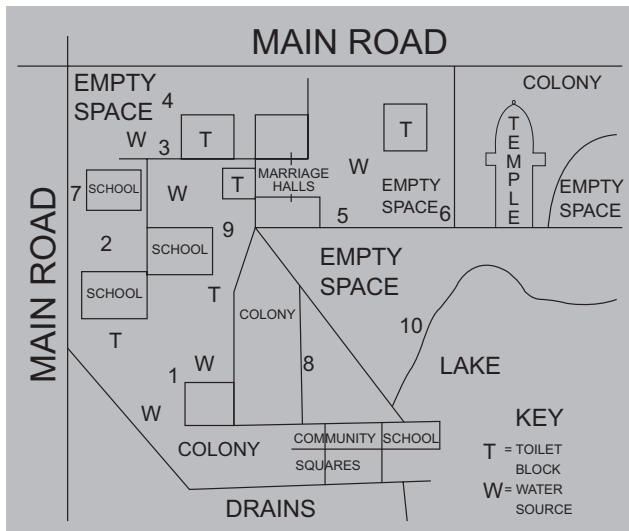 MAIN ROAD
EMPTY
SPACE
4
COLONY
T
T
TEMPLE
W
3
W
MARRIAGE
HALLS
7
SCHOOL
W
T
EMPTY
SPACE
6
EMPTY
SPACE
5
2
9
SCHOOL
EMPTY
SPACE
MAIN ROAD
SCHOOL
T
COLONY
10
T
8
LAKE
W
1
W
KEY
COLONY
COMMUNITY
SCHOOL
SQUARES
T = TOILET
BLOCK
W = WATER
SOURCE
DRAINS